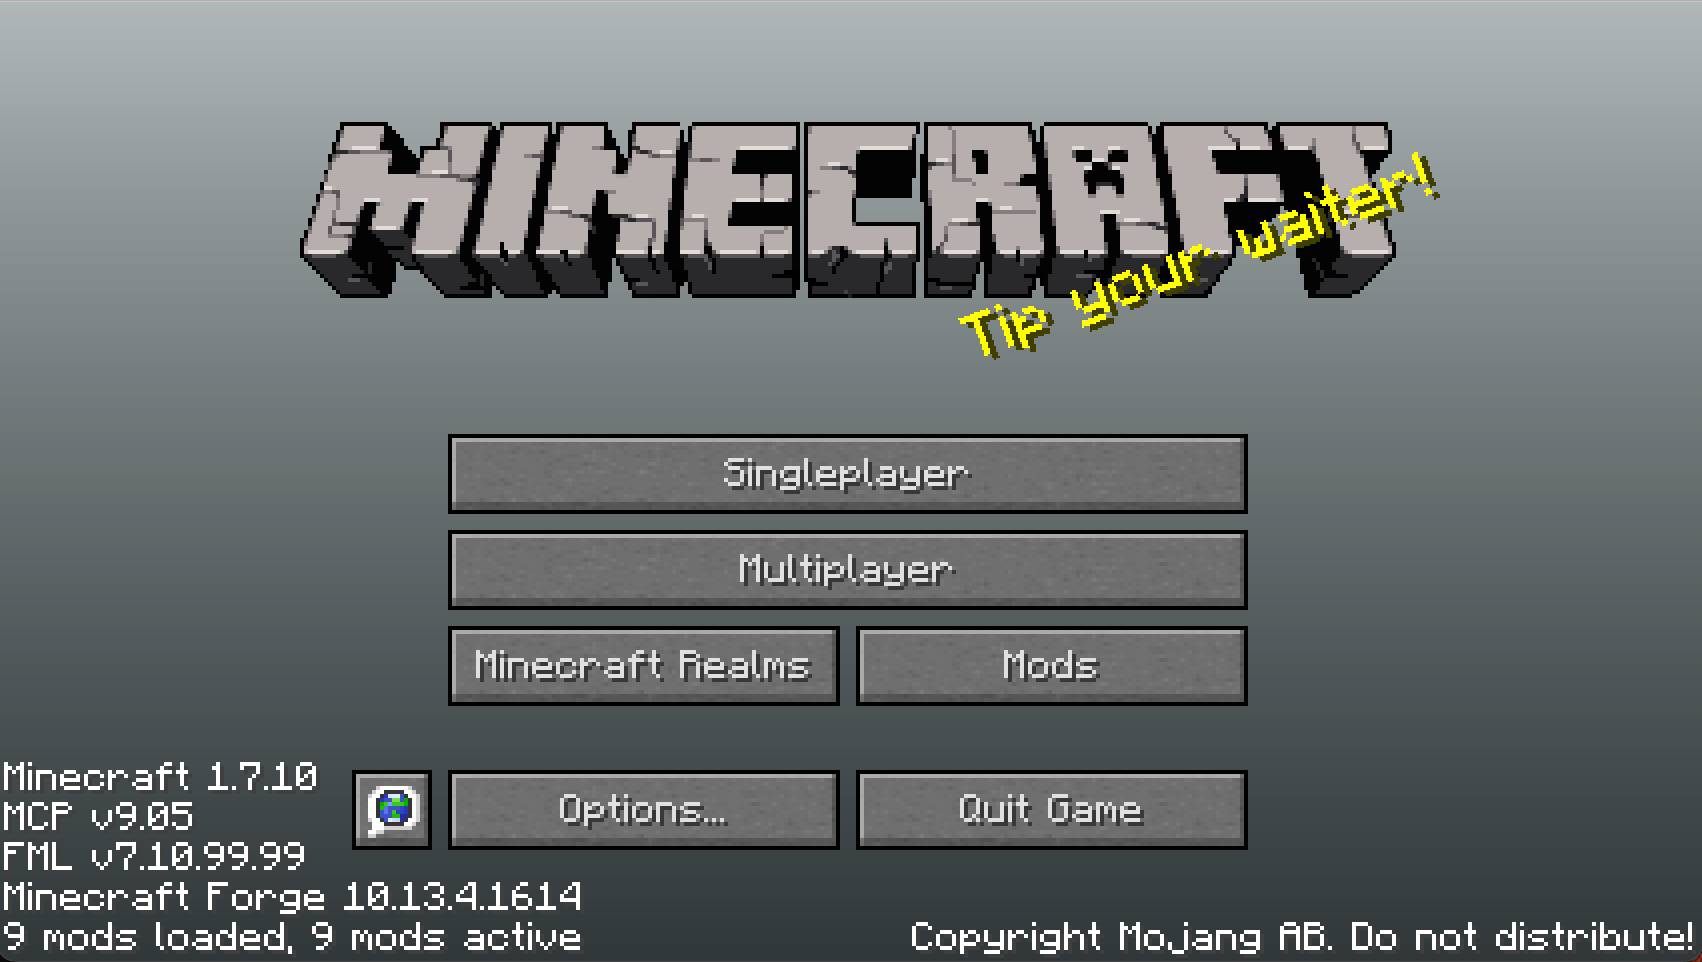 MINECRAFT
Tip your waiter!
Singleplayer
Multiplayer
Minecraft Realms
Mods
Options...
Quit Game
Minecraft 1.7.10
MCP v9.05
FML v7.10.99.99
Minecraft Forge 10.13.4.1614
9 mods loaded, 9 mods active
Copyright Mojang AB. Do not distribute!